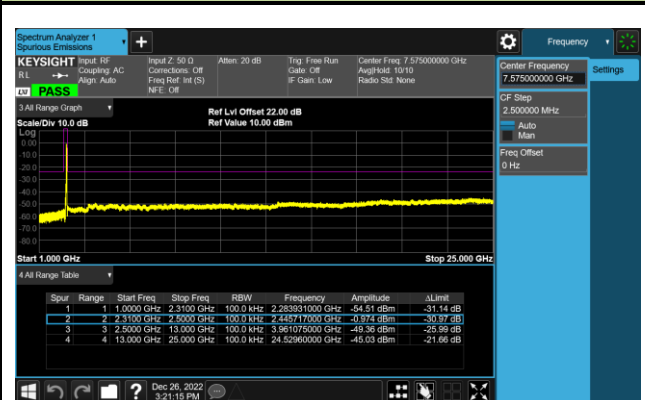 Spectrum Analyzer 1
Spurious Emissions
+
Frequency
KEYSIGHT Input: RF Input Z: 50 Ω Atten: 20 dB Trig: Free Run Center Freq: 7.575000000 GHz
RL Coupling: AC Corrections: Off Gate: Off Avg|Hold: 10/10
Align: Auto Freq Ref: Int (S) IF Gain: Low Radio Std: None
LXI PASS NFE: Off
Center Frequency
7.575000000 GHz
Settings
CF Step
2.500000 MHz
Auto
Man
Freq Offset
0 Hz
3 All Range Graph
Ref Lvl Offset 22.00 dB
Scale/Div 10.0 dB Ref Value 10.00 dBm
Log
0.00
-10.0
-20.0
-30.0
-40.0
-50.0
-60.0
-70.0
-80.0
Start 1.000 GHz Stop 25.000 GHz
4 All Range Table
Spur Range Start Freq Stop Freq RBW Frequency Amplitude ΔLimit
1 1 1.0000 GHz 2.3100 GHz 100.0 kHz 2.283931000 GHz -54.51 dBm -31.14 dB
2 2 2.3100 GHz 2.5000 GHz 100.0 kHz 2.445717000 GHz -0.974 dBm -30.97 dB
3 3 2.5000 GHz 13.000 GHz 100.0 kHz 3.961075000 GHz -49.36 dBm -25.99 dB
4 4 13.000 GHz 25.000 GHz 100.0 kHz 24.52960000 GHz -45.03 dBm -21.66 dB
? Dec 26, 2022
3:21:15 PM